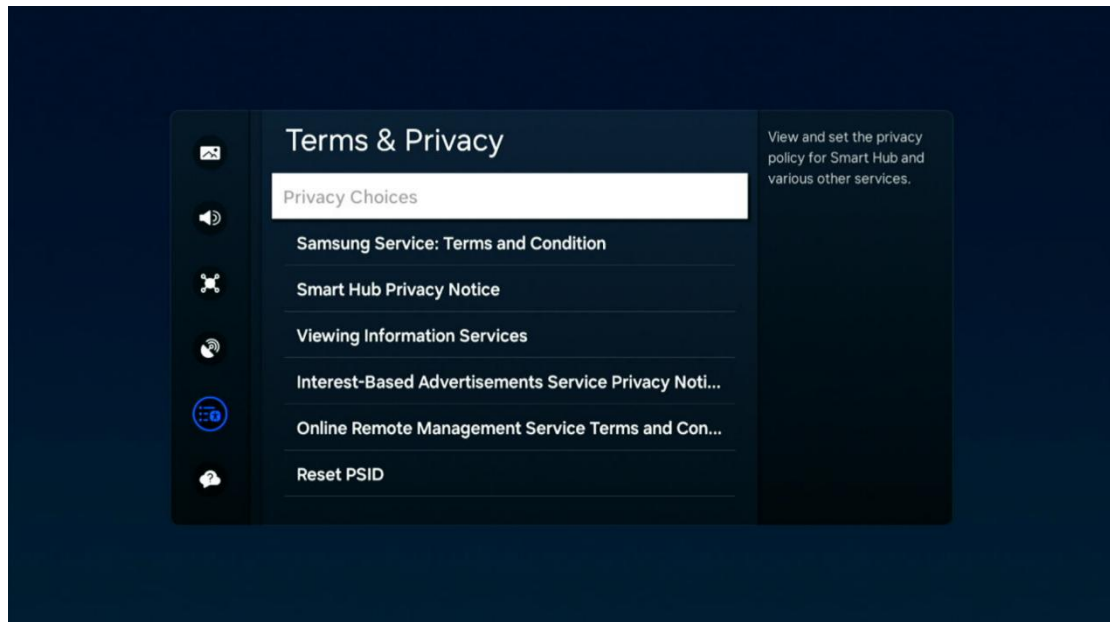 Terms & Privacy
Privacy Choices
Samsung Service: Terms and Condition
Smart Hub Privacy Notice
Viewing Information Services
Interest-Based Advertisements Service Privacy Noti...
Online Remote Management Service Terms and Con...
Reset PSID
View and set the privacy
policy for Smart Hub and
various other services.